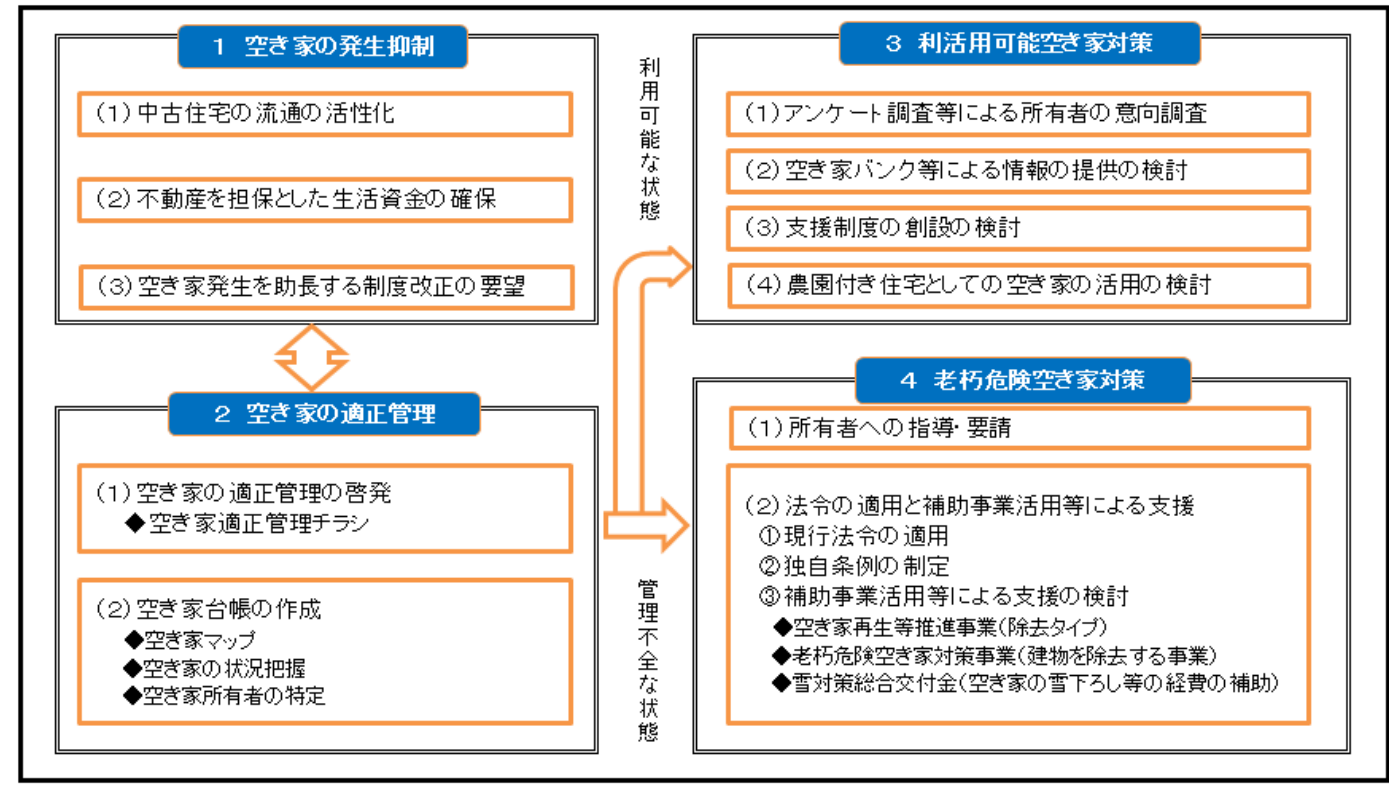 1 空き家の発生抑制
(1)中古住宅の流通の活性化
(2)不動産を担保とした生活資金の確保
(3)空き家発生を助長する制度改正の要望
2 空き家の適正管理
(1)空き家の適正管理の啓発
◆空き家適正管理チラシ
(2)空き家台帳の作成
◆空き家マップ
◆空き家の状況把握
◆空き家所有者の特定
利用可能な状態
管理不全な状態
3 利活用可能空き家対策
(1)アンケート調査等による所有者の意向調査
(2)空き家バンク等による情報の提供の検討
(3)支援制度の創設の検討
(4)農園付き住宅としての空き家の活用の検討
4 老朽危険空き家対策
(1)所有者への指導・要請
(2)法令の適用と補助事業活用等による支援
①現行法令の適用
②独自条例の制定
③補助事業活用等による支援の検討
◆空き家再生等推進事業(除去タイプ)
◆老朽危険空き家対策事業(建物を除去する事業)
◆雪対策総合交付金(空き家の雪下ろし等の経費の補助)